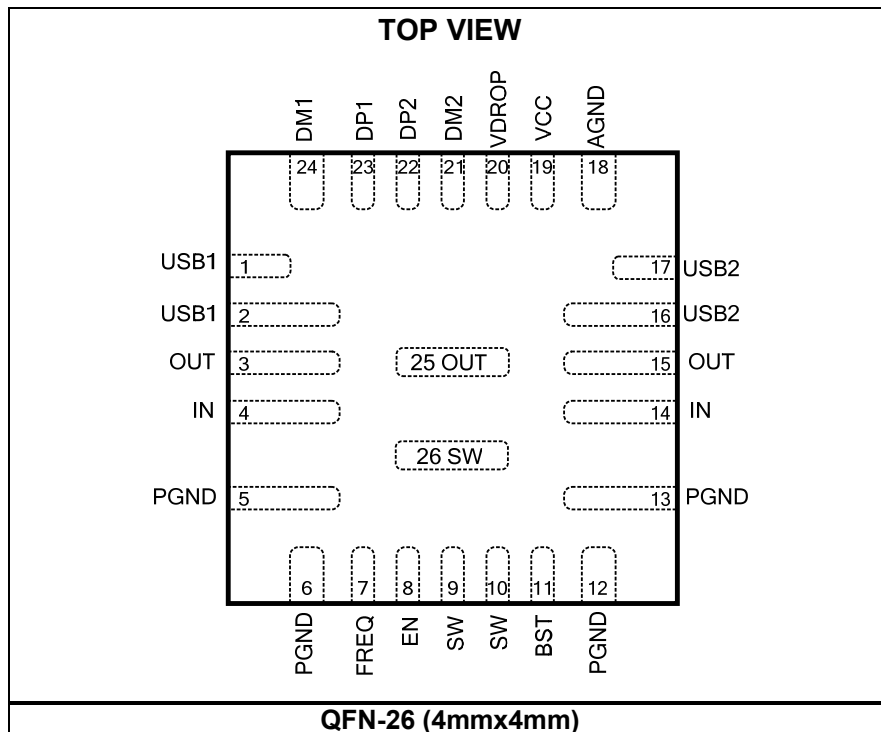 TOP VIEW
DM1 DP1 DP2 DM2 VDROP VCC AGND
24 23 22 21 20 19 18
USB1 1 17 USB2
USB1 2 16 USB2
OUT 3 25 OUT 15 OUT
IN 4 14 IN
26 SW
PGND 5 13 PGND
6 7 8 9 10 11 12
PGND FREQ EN SW SW BST PGND
QFN-26 (4mmx4mm)